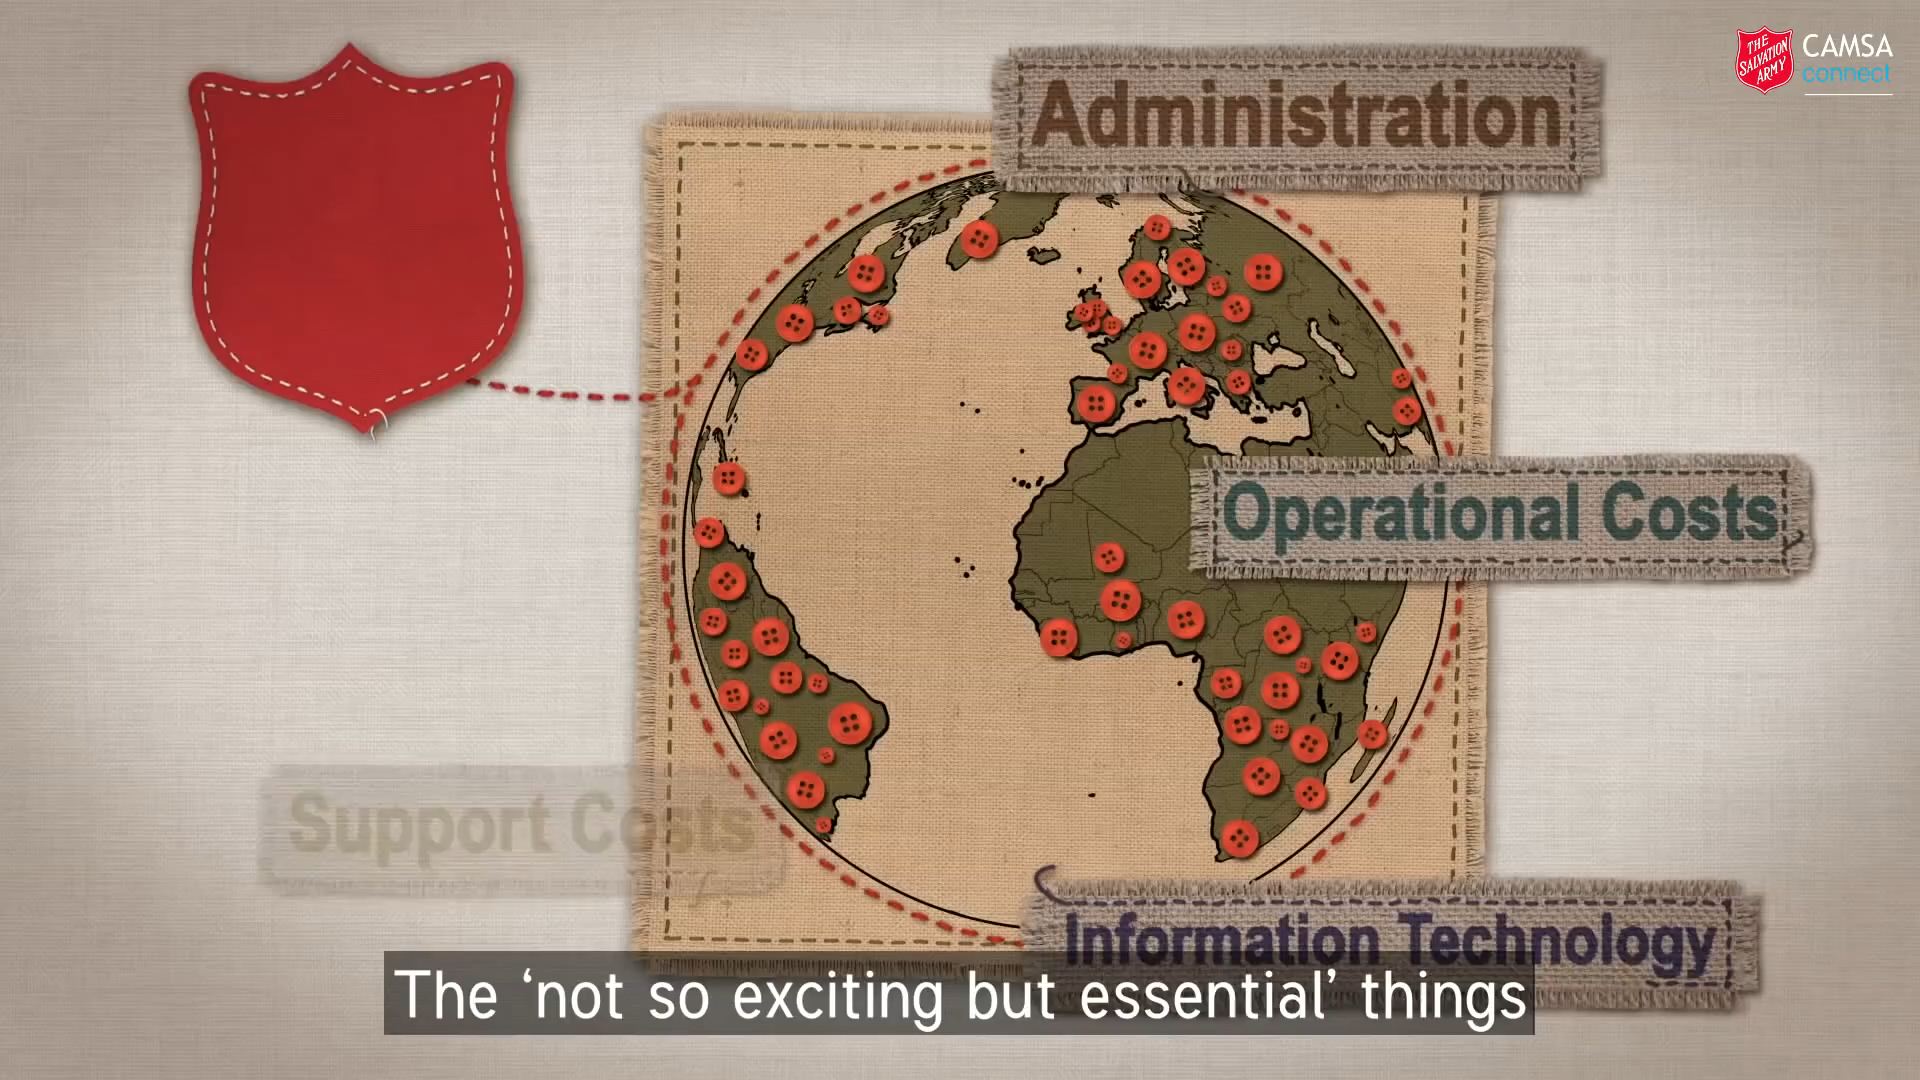 THE
SALVATION
ARMY
CAMSA
connect
Administration
Operational Costs
Support Costs
Information Technology
The ‘not so exciting but essential’ things